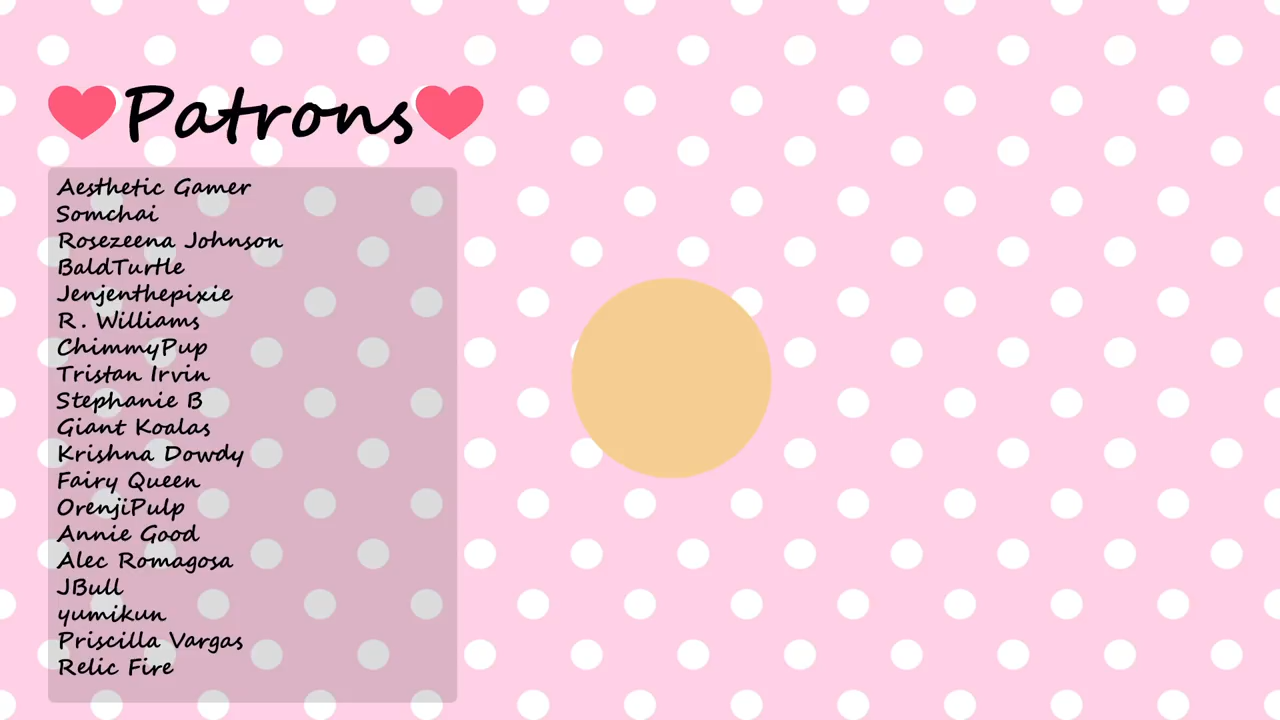 Patrons
Aesthetic Gamer
Somchai
Rosezeena Johnson
BaldTurtle
Jenjenthepixie
R. Williams
ChimmyPup
Tristan Irvin
Stephanie B
Giant Koalas
Krishna Dowdy
Fairy Queen
OrenjiPulp
Annie Good
Alec Romagosa
JBull
yumikun
Priscilla Vargas
Relic Fire